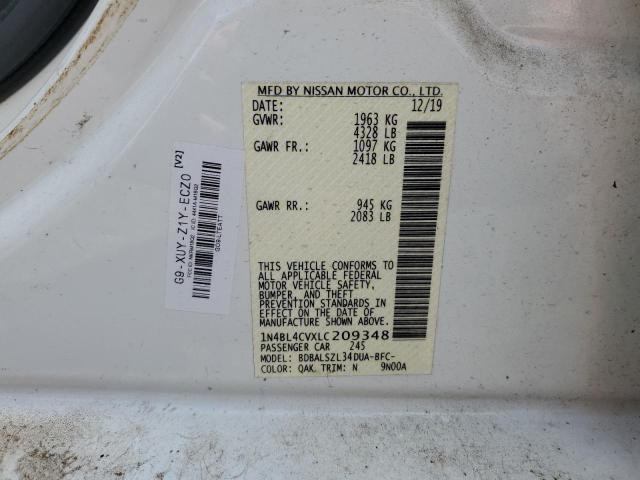 MFD BY NISSAN MOTOR CO., LTD.
DATE: 12/19
GVWR: 1963 KG
4328 LB
GAWR FR.: 1097 KG
2418 LB
GAWR RR.: 945 KG
2083 LB
THIS VEHICLE CONFORMS TO
ALL APPLICABLE FEDERAL
MOTOR VEHICLE SAFETY,
BUMPER, AND THEFT
PREVENTION STANDARDS IN
EFFECT ON THE DATE OF
MANUFACTURE SHOWN ABOVE.
1N4BL4CVXLC209348
PASSENGER CAR 245
MODEL: BDBALSZL34DUA-BFC-
COLOR: QAK, TRIM: N 9N00A
G9-XUY-Z1Y-ECZ0 [V2]
GO9-LTEATT